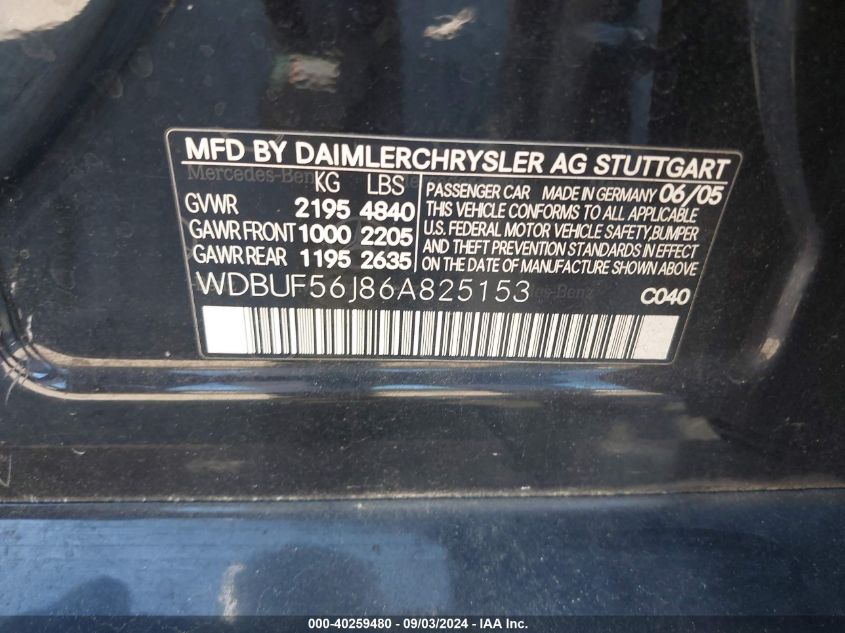 MFD BY DAIMLERCHRYSLER AG STUTTGART
Mercedes-Benz
KG LBS
GVWR 2195 4840
GAWR FRONT 1000 2205
GAWR REAR 1195 2635
PASSENGER CAR MADE IN GERMANY 06/05
THIS VEHICLE CONFORMS TO ALL APPLICABLE
U.S. FEDERAL MOTOR VEHICLE SAFETY, BUMPER
AND THEFT PREVENTION STANDARDS IN EFFECT
ON THE DATE OF MANUFACTURE SHOWN ABOVE
WDBUF56J86A825153
C040
000-40259480 - 09/03/2024 - IAA Inc.